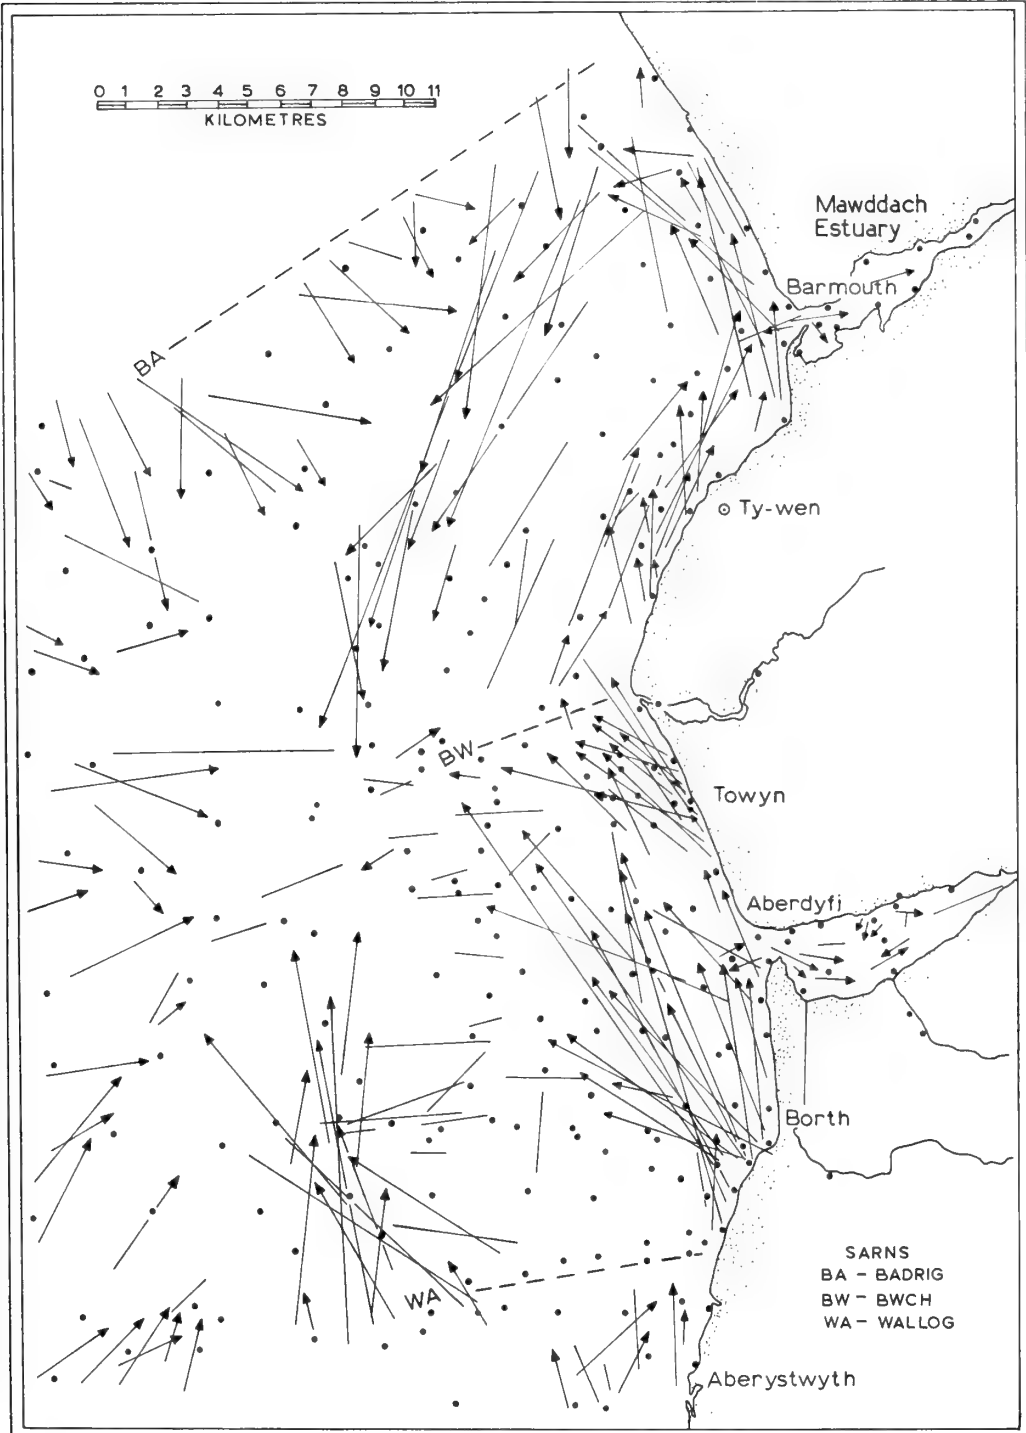 0 1 2 3 4 5 6 7 8 9 10 11
KILOMETRES
Mawddach
Estuary
Barmouth
BA
Ty-wen
BW
Towyn
Aberdyfi
Borth
WA
SARNS
BA - BADRIG
BW - BWCH
WA - WALLOG
Aberystwyth